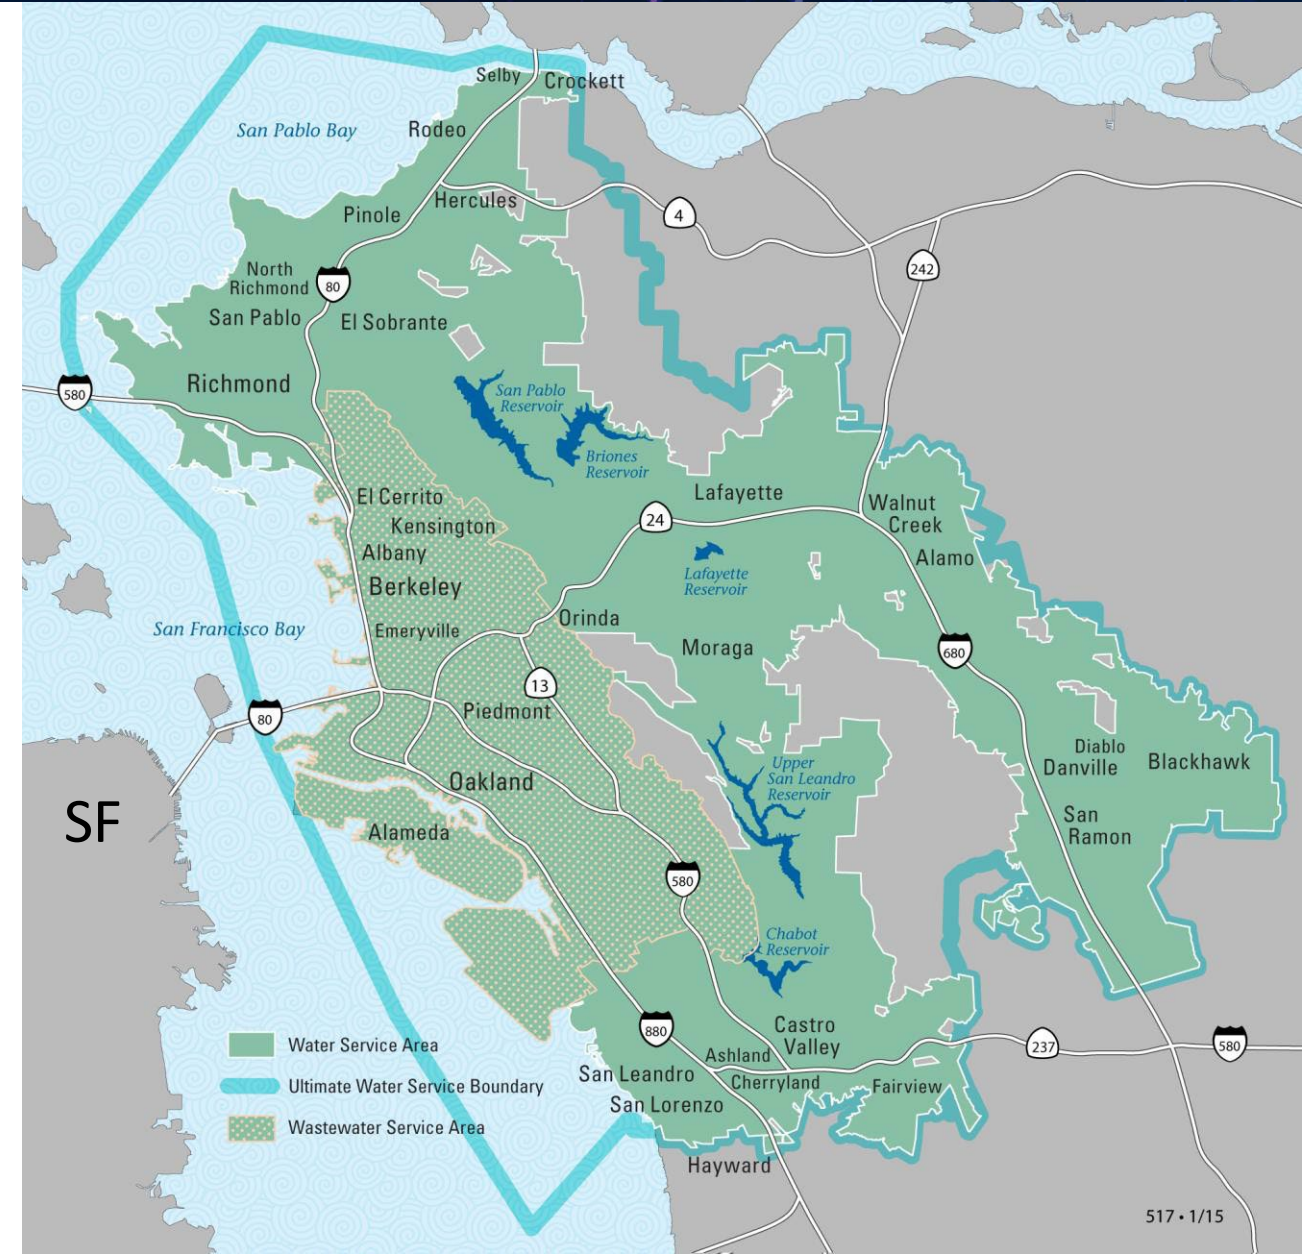 Selby
Crockett
San Pablo Bay
Rodeo
Hercules
4
Pinole
242
North
Richmond
80
San Pablo
El Sobrante
Richmond
580
San Pablo
Reservoir
Briones
Reservoir
El Cerrito
Lafayette
Walnut
Creek
24
Kensington
Albany
Alamo
Berkeley
Lafayette
Reservoir
San Francisco Bay
Emeryville
Orinda
Moraga
680
13
80
Piedmont
Diablo
Danville
Blackhawk
Oakland
Upper
San Leandro
Reservoir
SF
Alameda
San
Ramon
580
Chabot
Reservoir
880
Castro
Valley
237
580
Water Service Area
Ashland
San Leandro
Cherryland
Fairview
Ultimate Water Service Boundary
San Lorenzo
Wastewater Service Area
Hayward
517 • 1/15